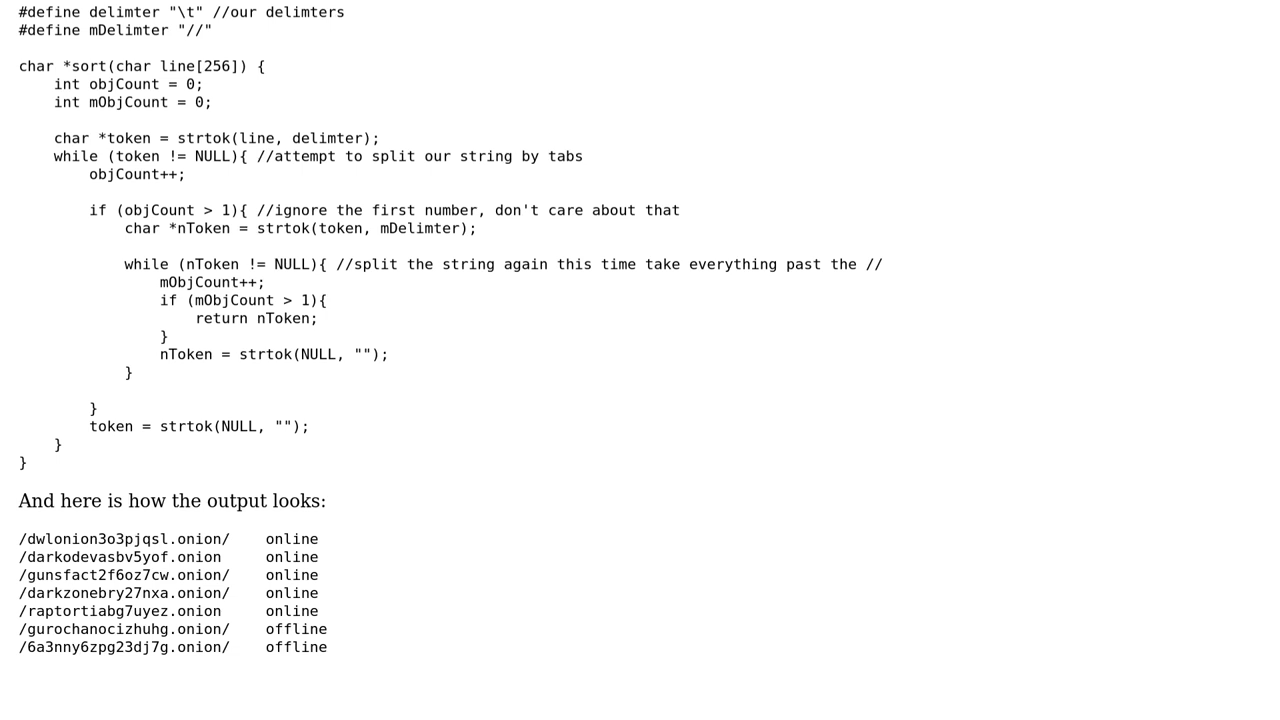 #define delimter "\t" //our delimters
#define mDelimter "//"

char *sort(char line[256]) {
    int objCount = 0;
    int mObjCount = 0;

    char *token = strtok(line, delimter);
    while (token != NULL){ //attempt to split our string by tabs
        objCount++;

        if (objCount > 1){ //ignore the first number, don't care about that
            char *nToken = strtok(token, mDelimter);

            while (nToken != NULL){ //split the string again this time take everything past the //
                mObjCount++;
                if (mObjCount > 1){
                    return nToken;
                }
                nToken = strtok(NULL, "");
            }

        }
        token = strtok(NULL, "");
    }
}

And here is how the output looks:

/dwlonion3o3pjqsl.onion/    online
/darkodevasbv5yof.onion     online
/gunsfact2f6oz7cw.onion/    online
/darkzonebry27nxa.onion/    online
/raptortiabg7uyez.onion     online
/gurochanocizhuhg.onion/    offline
/6a3nny6zpg23dj7g.onion/    offline